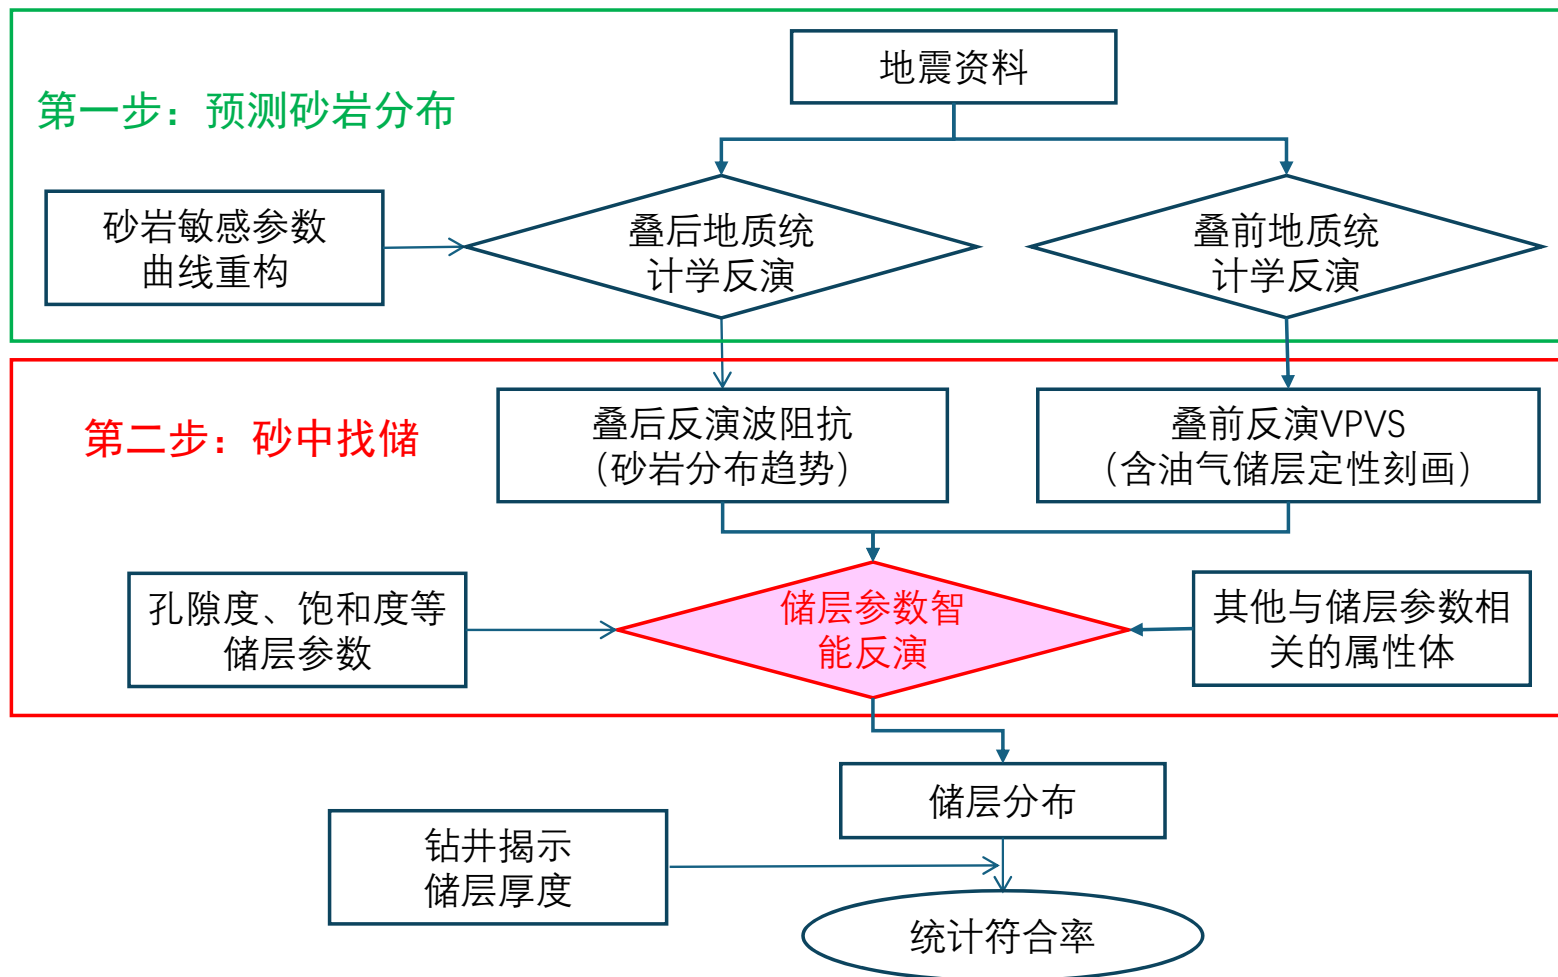 地震资料
第一步：预测砂岩分布
砂岩敏感参数
曲线重构
叠后地质统
计学反演
叠前地质统
计学反演
第二步：砂中找储
叠后反演波阻抗
（砂岩分布趋势）
叠前反演VPVS
（含油气储层定性刻画）
孔隙度、饱和度等
储层参数
储层参数智
能反演
其他与储层参数相
关的属性体
储层分布
钻井揭示
储层厚度
统计符合率